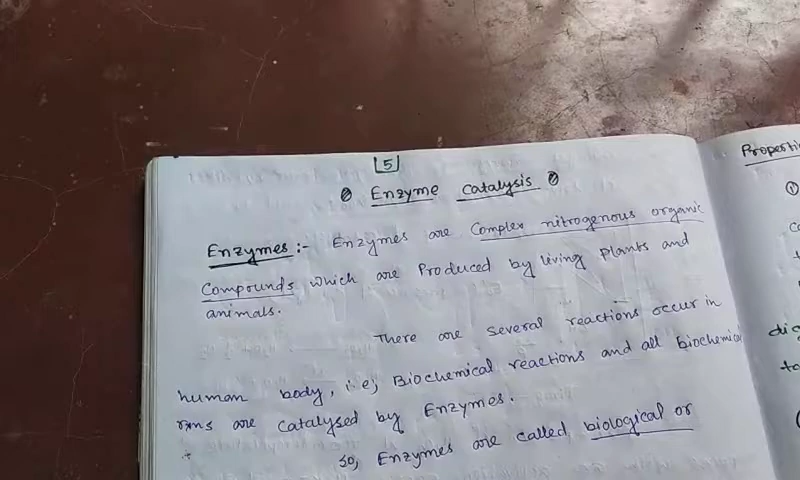 5
Enzyme catalysis
Enzymes:- Enzymes are Complex nitrogenous organic
Compounds which are Produced by living plants and
animals.
There are several reactions occur in
human body, i.e; Biochemical reactions and all biochemical
rxns are catalysed by Enzymes.
so, Enzymes are called biological or
Properti
①